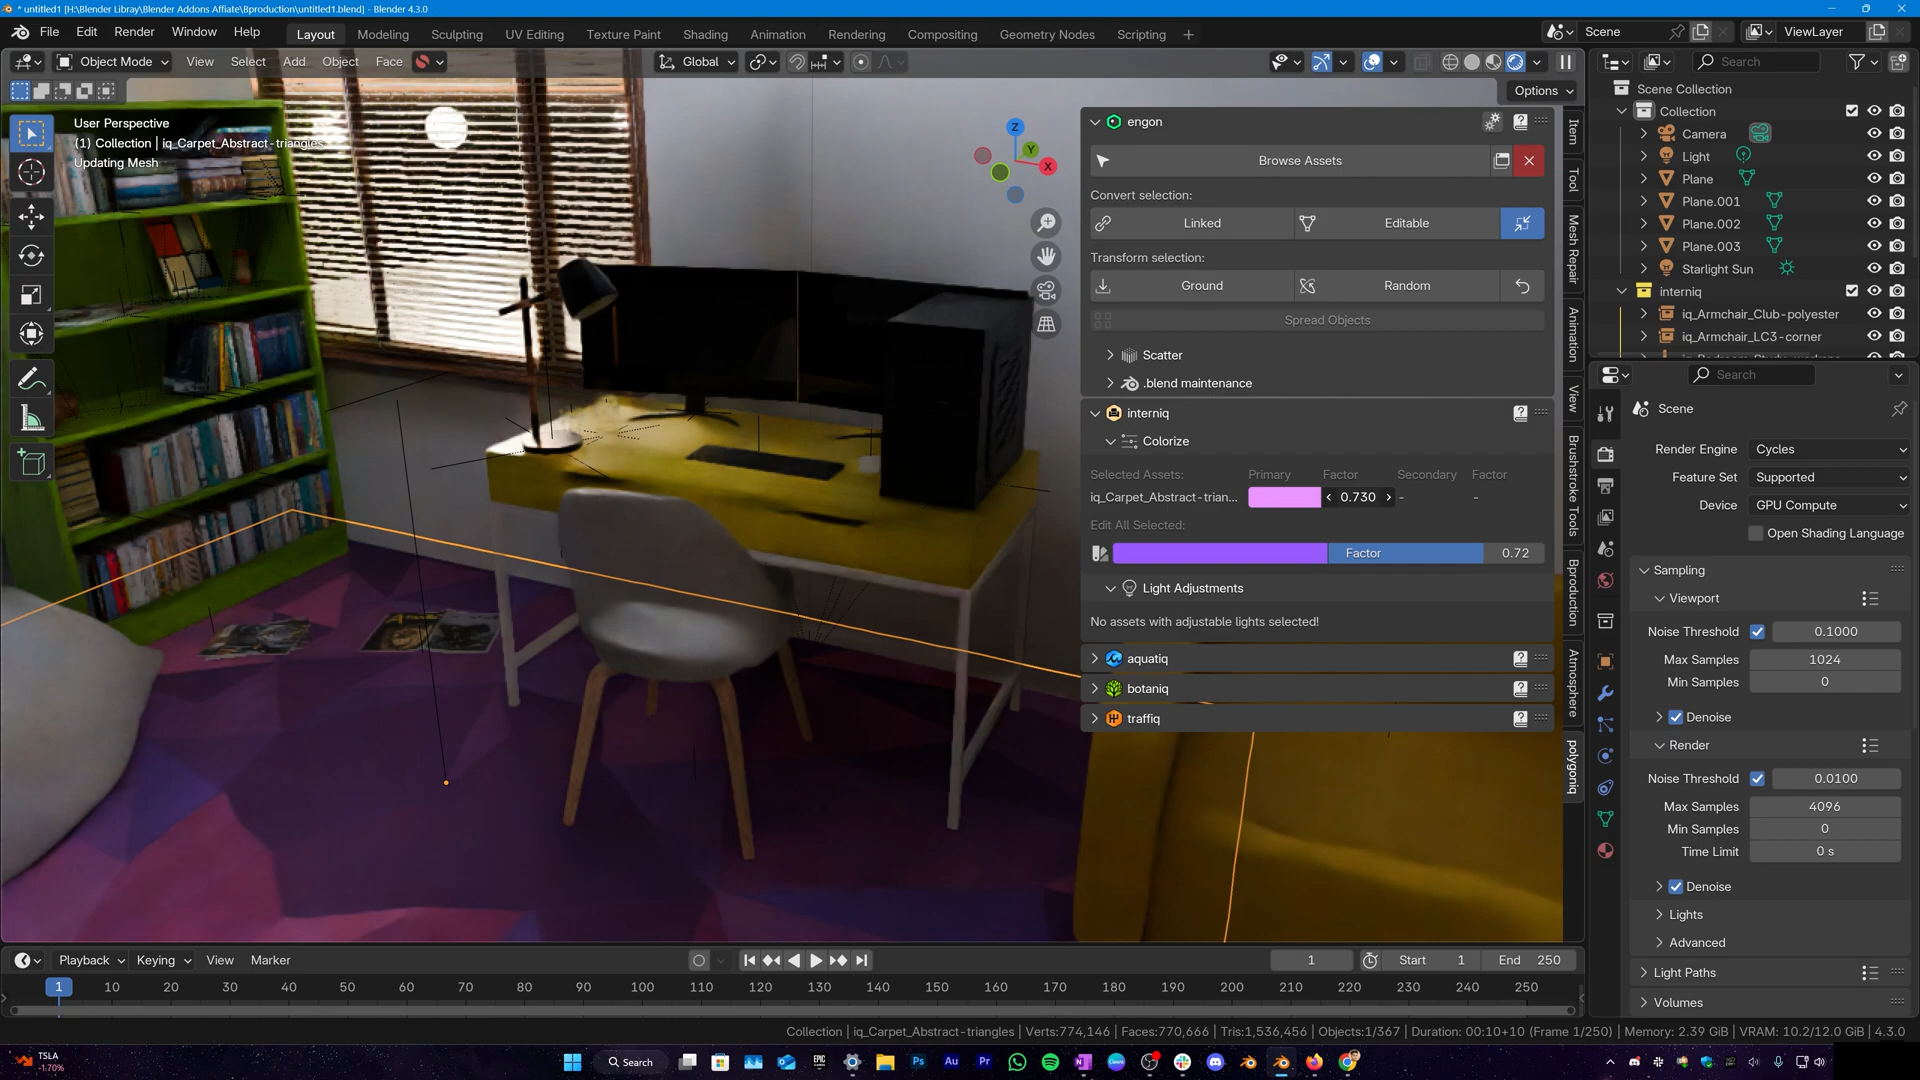 * untitled1 [H:\Blender Libray\Blender Addons Affiate\Bproduction\untitled1.blend] - Blender 4.3.0
File Edit Render Window Help
Layout Modeling Sculpting UV Editing Texture Paint Shading Animation Rendering Compositing Geometry Nodes Scripting +
Scene
ViewLayer
Object Mode View Select Add Object Face
Global
Options
Search
User Perspective
(1) Collection | iq_Carpet_Abstract-triangles
Updating Mesh
Z
Y
X
engon
Browse Assets
Convert selection:
Linked
Editable
Transform selection:
Ground
Random
Spread Objects
Scatter
.blend maintenance
interniq
Colorize
Selected Assets: Primary Factor Secondary Factor
iq_Carpet_Abstract-trian... 0.730 - -
Edit All Selected:
Factor 0.72
Light Adjustments
No assets with adjustable lights selected!
aquatiq
botaniq
traffiq
Item
Tool
Mesh Repair
Animation
View
Brushstroke Tools
Bproduction
Atmosphere
polygoniq
Scene Collection
Collection
Camera
Light
Plane
Plane.001
Plane.002
Plane.003
Starlight Sun
interniq
iq_Armchair_Club-polyester
iq_Armchair_LC3-corner
Search
Scene
Render Engine Cycles
Feature Set Supported
Device GPU Compute
Open Shading Language
Sampling
Viewport
Noise Threshold 0.1000
Max Samples 1024
Min Samples 0
Denoise
Render
Noise Threshold 0.0100
Max Samples 4096
Min Samples 0
Time Limit 0 s
Denoise
Lights
Advanced
Light Paths
Volumes
Playback Keying View Marker
1
Start 1
End 250
1 10 20 30 40 50 60 70 80 90 100 110 120 130 140 150 160 170 180 190 200 210 220 230 240 250
Collection | iq_Carpet_Abstract-triangles | Verts:774,146 | Faces:770,666 | Tris:1,536,456 | Objects:1/367 | Duration: 00:10+10 (Frame 1/250) | Memory: 2.39 GiB | VRAM: 10.2/12.0 GiB | 4.3.0
TSLA
-1.70%
Search
EPIC
Ps
Au
Pr